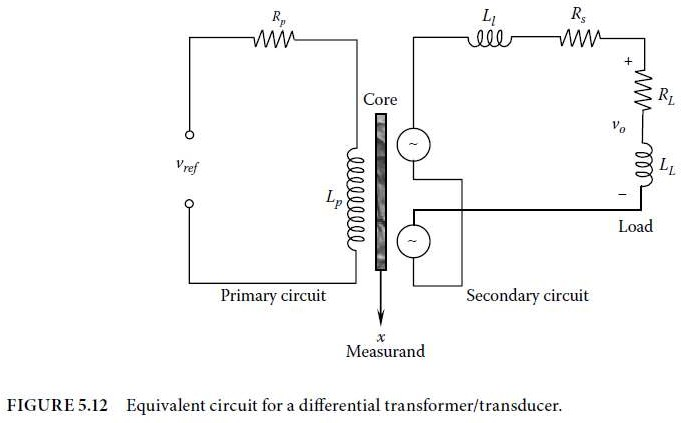 R_p
L_l
R_s
+
R_L
Core
v_o
v_ref
~
L_p
L_L
–
~
Load
Primary circuit
Secondary circuit
x
Measurand
FIGURE 5.12 Equivalent circuit for a differential transformer/transducer.